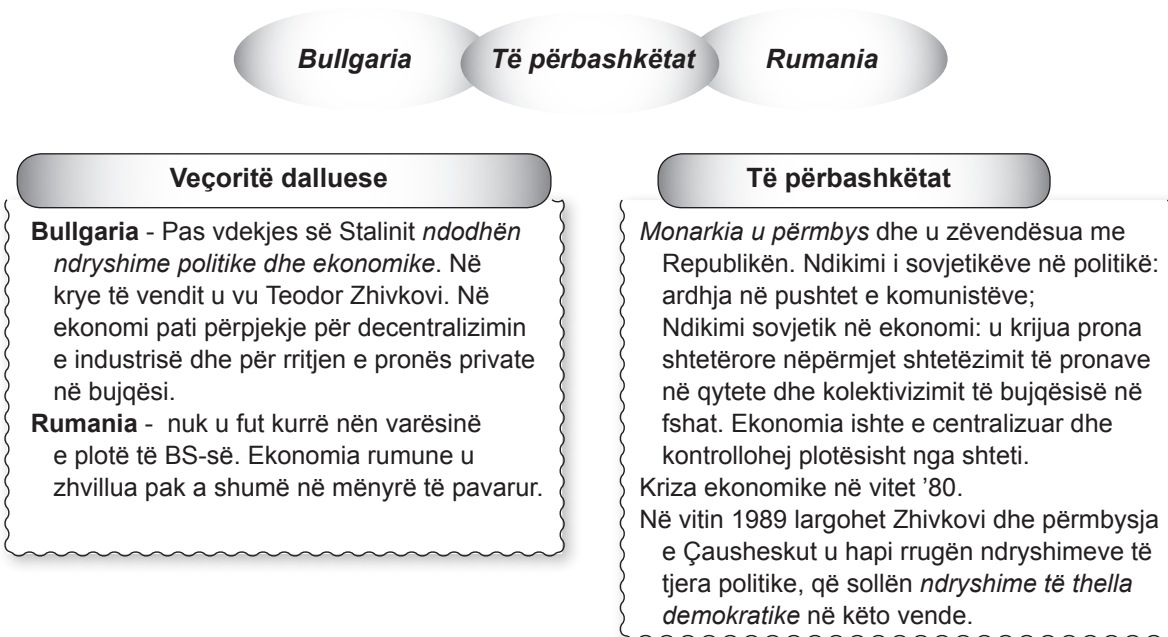 Bullgaria Të përbashkëtat Rumania
Veçoritë dalluese
Bullgaria - Pas vdekjes së Stalinit ndodhën
ndryshime politike dhe ekonomike. Në
krye të vendit u vu Teodor Zhivkovi. Në
ekonomi pati përpjekje për decentralizimin
e industrisë dhe për rritjen e pronës private
në bujqësi.
Rumania - nuk u fut kurrë nën varësinë
e plotë të BS-së. Ekonomia rumune u
zhvillua pak a shumë në mënyrë të pavarur.
Të përbashkëtat
Monarkia u përmbys dhe u zëvendësua me
Republikën. Ndikimi i sovjetikëve në politikë:
ardhja në pushtet e komunistëve;
Ndikimi sovjetik në ekonomi: u krijua prona
shtetërore nëpërmjet shtetëzimit të pronave
në qytete dhe kolektivizimit të bujqësisë në
fshat. Ekonomia ishte e centralizuar dhe
kontrollohej plotësisht nga shteti.
Kriza ekonomike në vitet ’80.
Në vitin 1989 largohet Zhivkovi dhe përmbysja
e Çausheskut u hapi rrugën ndryshimeve të
tjera politike, që sollën ndryshime të thella
demokratike në këto vende.